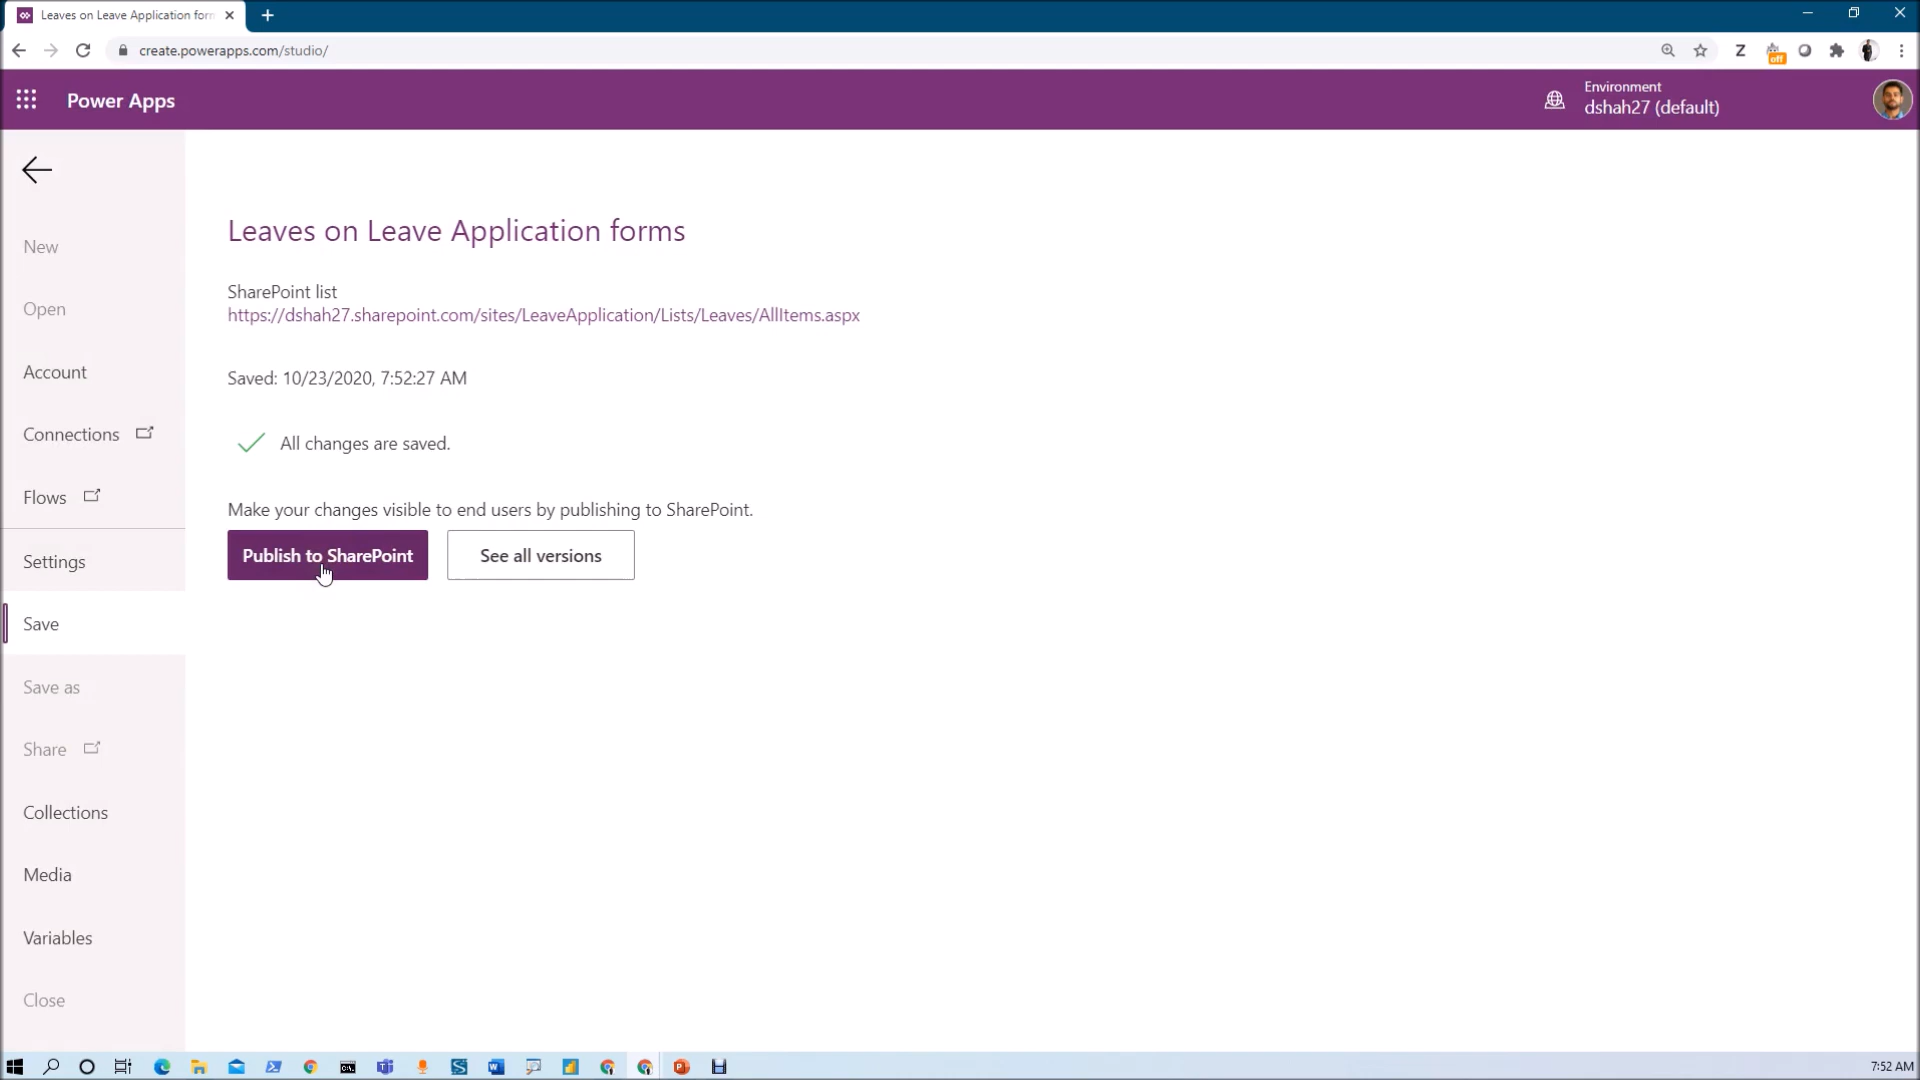 Leaves on Leave Application form
create.powerapps.com/studio/
Z
off
Power Apps
Environment
dshah27 (default)
New
Open
Account
Connections
Flows
Settings
Save
Save as
Share
Collections
Media
Variables
Close
Leaves on Leave Application forms
SharePoint list
https://dshah27.sharepoint.com/sites/LeaveApplication/Lists/Leaves/AllItems.aspx
Saved: 10/23/2020, 7:52:27 AM
All changes are saved.
Make your changes visible to end users by publishing to SharePoint.
Publish to SharePoint
See all versions
7:52 AM